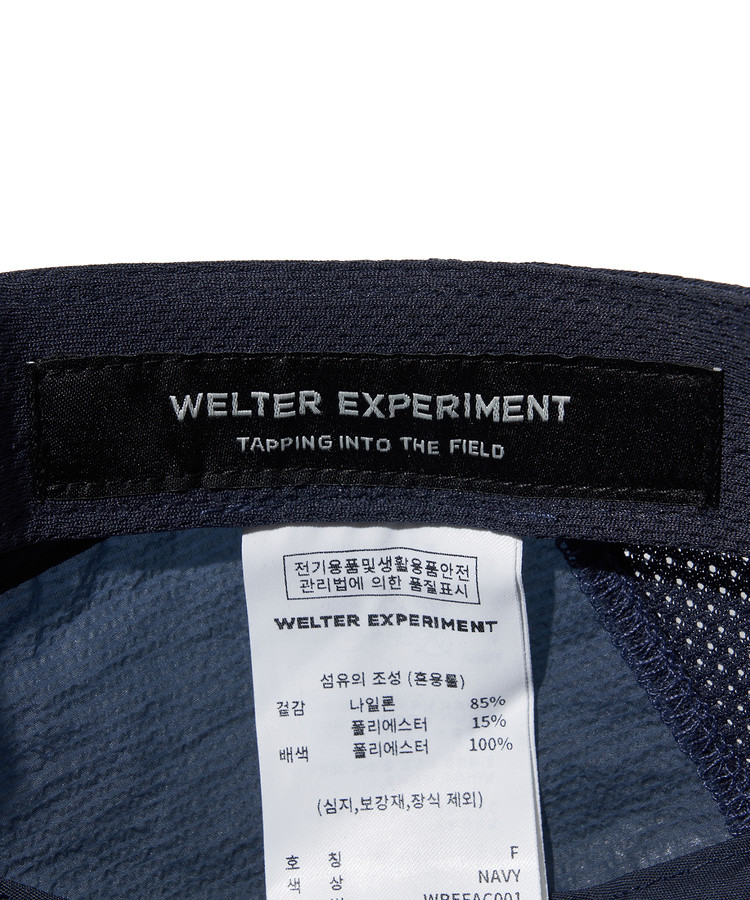 WELTER EXPERIMENT
TAPPING INTO THE FIELD
전기용품및생활용품안전
관리법에 의한 품질표시
WELTER EXPERIMENT
섬유의 조성 (혼용률)
겉감 나일론 85%
폴리에스터 15%
배색 폴리에스터 100%
(심지,보강재,장식 제외)
호 칭 F
색 상 NAVY